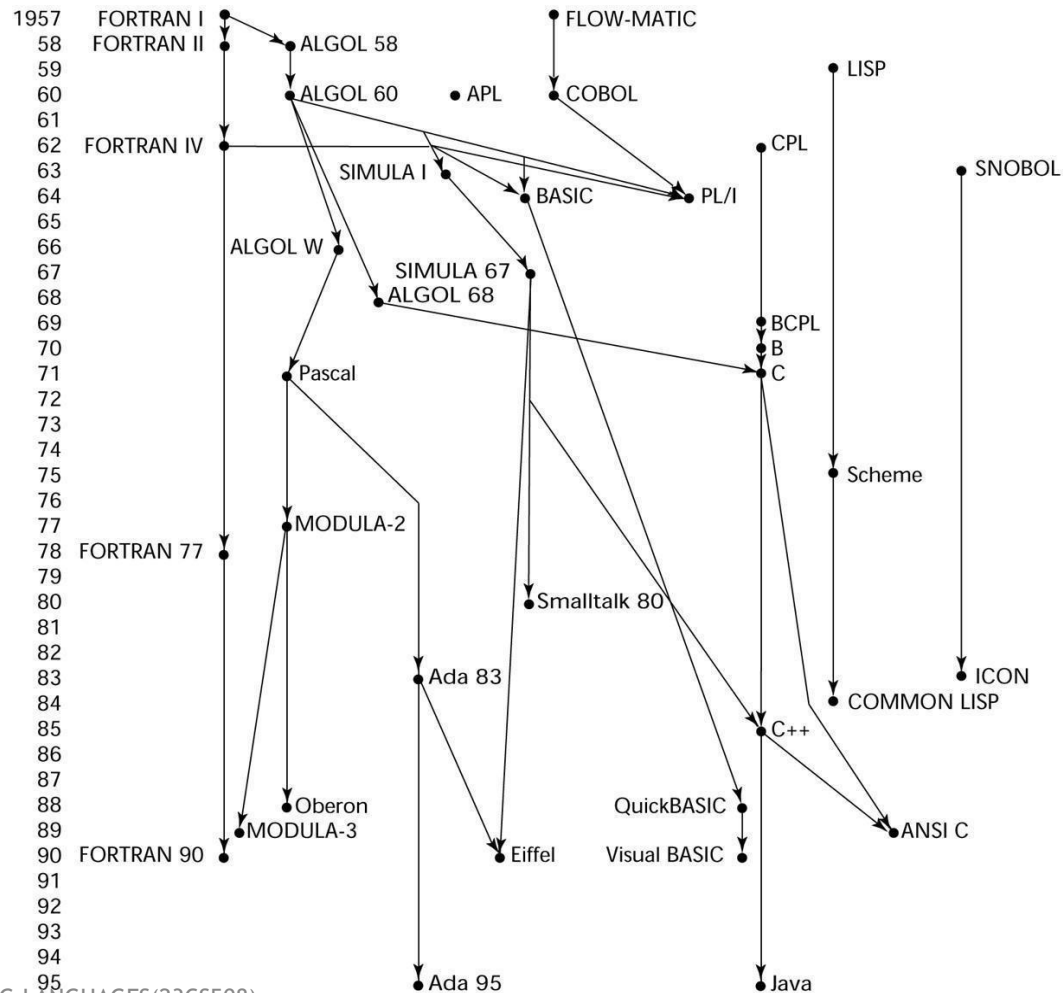 1957 FORTRAN I FLOW-MATIC
58 FORTRAN II ALGOL 58
59 LISP
60 ALGOL 60 APL COBOL
61
62 FORTRAN IV CPL
63 SIMULA I SNOBOL
64 BASIC PL/I
65
66 ALGOL W
67 SIMULA 67
68 ALGOL 68
69 BCPL
70 B
71 Pascal C
72
73
74
75 Scheme
76
77 MODULA-2
78 FORTRAN 77
79
80 Smalltalk 80
81
82
83 Ada 83 ICON
84 COMMON LISP
85 C++
86
87
88 Oberon QuickBASIC
89 MODULA-3 ANSI C
90 FORTRAN 90 Eiffel Visual BASIC
91
92
93
94
95 Ada 95 Java